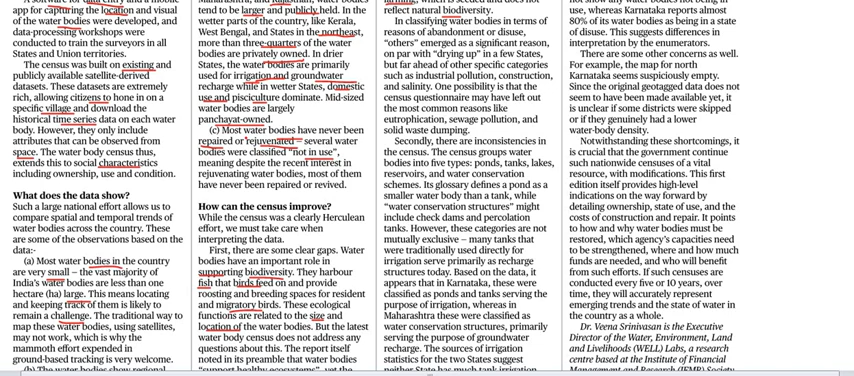 app for capturing the location and visual
of the water bodies were developed, and
data-processing workshops were
conducted to train the surveyors in all
States and Union territories.
The census was built on existing and
publicly available satellite-derived
datasets. These datasets are extremely
rich, allowing citizens to hone in on a
specific village and download the
historical time series data on each water
body. However, they only include
attributes that can be observed from
space. The water body census thus,
extends this to social characteristics
including ownership, use and condition.
What does the data show?
Such a large national effort allows us to
compare spatial and temporal trends of
water bodies across the country. These
are some of the observations based on the
data:-
(a) Most water bodies in the country
are very small – the vast majority of
India's water bodies are less than one
hectare (ha) large. This means locating
and keeping track of them is likely to
remain a challenge. The traditional way to
map these water bodies, using satellites,
may not work, which is why the
mammoth effort expended in
ground-based tracking is very welcome.
(b) The water bodies show regional
tend to be larger and publicly held. In the
wetter parts of the country, like Kerala,
West Bengal, and States in the northeast,
more than three-quarters of the water
bodies are privately owned. In drier
States, the water bodies are primarily
used for irrigation and groundwater
recharge while in wetter States, domestic
use and pisciculture dominate. Mid-sized
water bodies are largely
panchayat-owned.
(c) Most water bodies have never been
repaired or rejuvenated – several water
bodies were classified "not in use",
meaning despite the recent interest in
rejuvenating water bodies, most of them
have never been repaired or revived.
How can the census improve?
While the census was a clearly Herculean
effort, we must take care when
interpreting the data.
First, there are some clear gaps. Water
bodies have an important role in
supporting biodiversity. They harbour
fish that birds feed on and provide
roosting and breeding spaces for resident
and migratory birds. These ecological
functions are related to the size and
location of the water bodies. But the latest
water body census does not address any
questions about this. The report itself
noted in its preamble that water bodies
"support healthy ecosystems", yet the
reflect natural biodiversity.
In classifying water bodies in terms of
reasons of abandonment or disuse,
"others" emerged as a significant reason,
on par with "drying up" in a few States,
but far ahead of other specific categories
such as industrial pollution, construction,
and salinity. One possibility is that the
census questionnaire may have left out
the most common reasons like
eutrophication, sewage pollution, and
solid waste dumping.
Secondly, there are inconsistencies in
the census. The census groups water
bodies into five types: ponds, tanks, lakes,
reservoirs, and water conservation
schemes. Its glossary defines a pond as a
smaller water body than a tank, while
"water conservation structures" might
include check dams and percolation
tanks. However, these categories are not
mutually exclusive – many tanks that
were traditionally used directly for
irrigation serve primarily as recharge
structures today. Based on the data, it
appears that in Karnataka, these were
classified as ponds and tanks serving the
purpose of irrigation, whereas in
Maharashtra these were classified as
water conservation structures, primarily
serving the purpose of groundwater
recharge. The sources of irrigation
statistics for the two States suggest
neither State has much tank irrigation
use, whereas Karnataka reports almost
80% of its water bodies as being in a state
of disuse. This suggests differences in
interpretation by the enumerators.
There are some other concerns as well.
For example, the map for north
Karnataka seems suspiciously empty.
Since the original geotagged data does not
seem to have been made available yet, it
is unclear if some districts were skipped
or if they genuinely had a lower
water-body density.
Notwithstanding these shortcomings, it
is crucial that the government continue
such nationwide censuses of a vital
resource, with modifications. This first
edition itself provides high-level
indications on the way forward by
detailing ownership, state of use, and the
costs of construction and repair. It points
to how and why water bodies must be
restored, which agency's capacities need
to be strengthened, where and how much
funds are needed, and who will benefit
from such efforts. If such censuses are
conducted every five or 10 years, over
time, they will accurately represent
emerging trends and the state of water in
the country as a whole.
Dr. Veena Srinivasan is the Executive
Director of the Water, Environment, Land
and Livelihoods (WELL) Labs, a research
centre based at the Institute of Financial
Management and Research (IFMR) Society